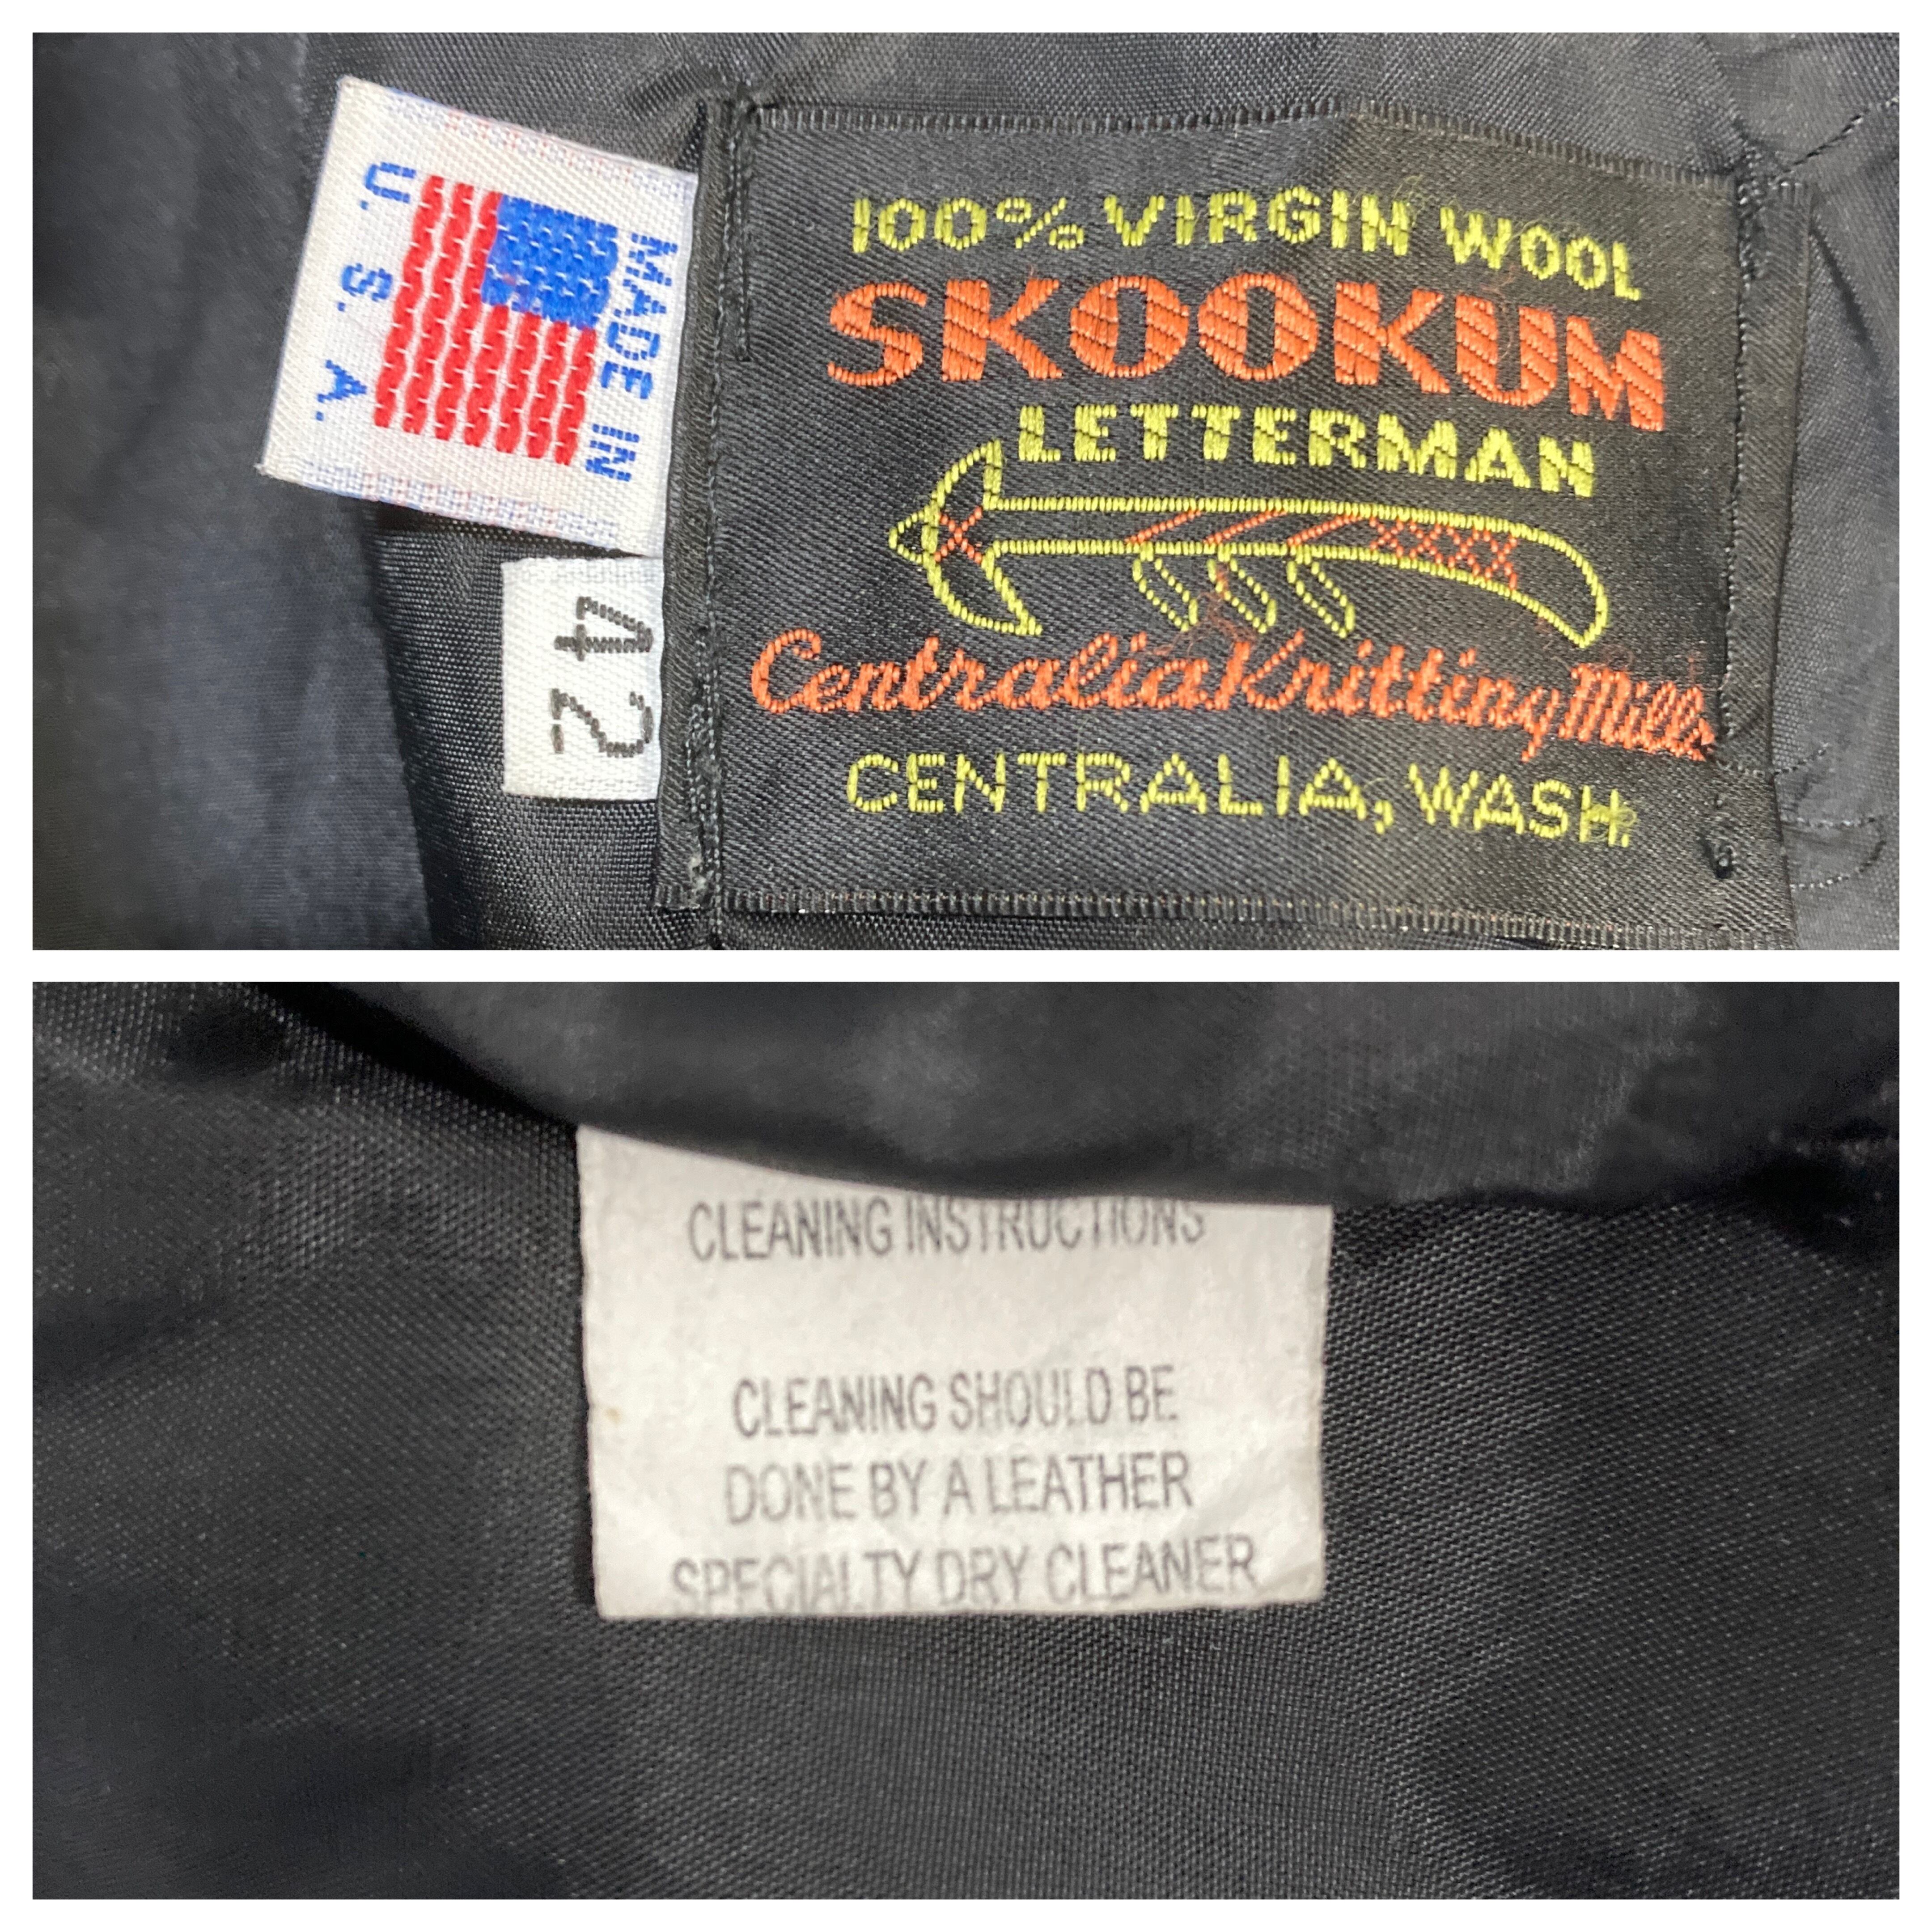 MADE IN
U. S. A.
42
100% VIRGIN WOOL
SKOOKUM
LETTERMAN
Centralia Knitting Mills
CENTRALIA, WASH.
CLEANING INSTRUCTIONS
CLEANING SHOULD BE
DONE BY A LEATHER
SPECIALTY DRY CLEANER